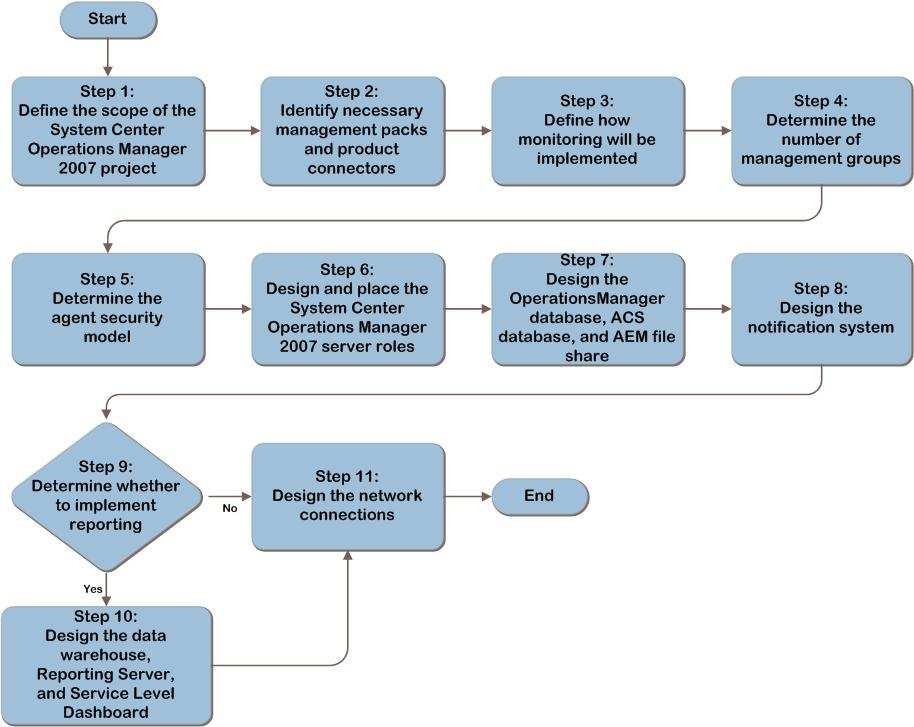 Start
Step 1:
Define the scope of the
System Center
Operations Manager
2007 project
Step 2:
Identify necessary
management packs
and product
connectors
Step 3:
Define how
monitoring will be
implemented
Step 4:
Determine the
number of
management groups
Step 5:
Determine the
agent security
model
Step 6:
Design and place the
System Center
Operations Manager
2007 server roles
Step 7:
Design the
OperationsManager
database, ACS
database, and AEM file
share
Step 8:
Design the
notification system
Step 9:
Determine whether
to implement
reporting
No
Step 11:
Design the network
connections
End
Yes
Step 10:
Design the data
warehouse,
Reporting Server,
and Service Level
Dashboard